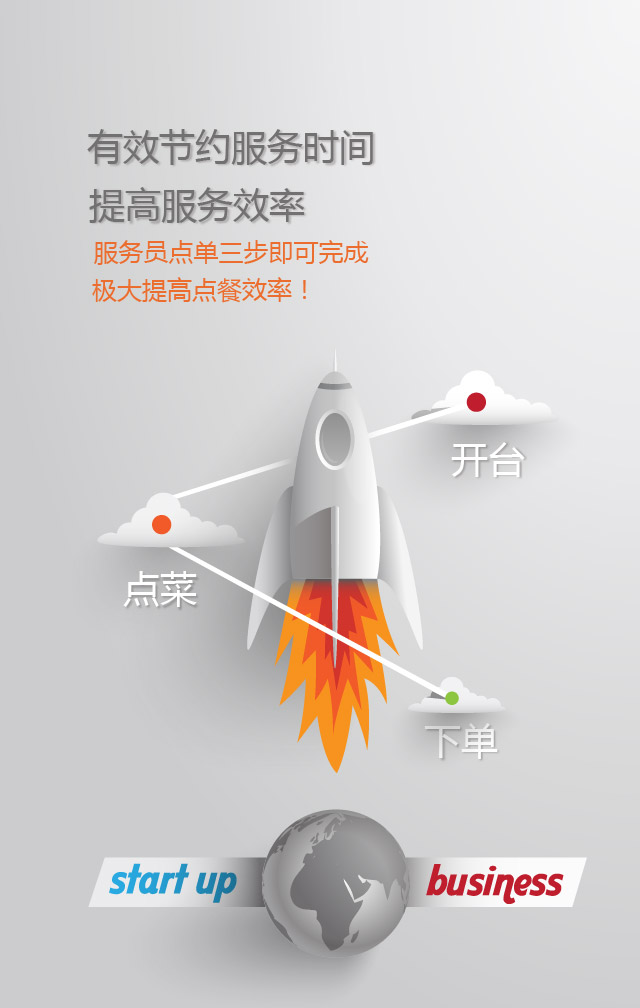 有效节约服务时间
提高服务效率
服务员点单三步即可完成
极大提高点餐效率！
开台
点菜
下单
start up business